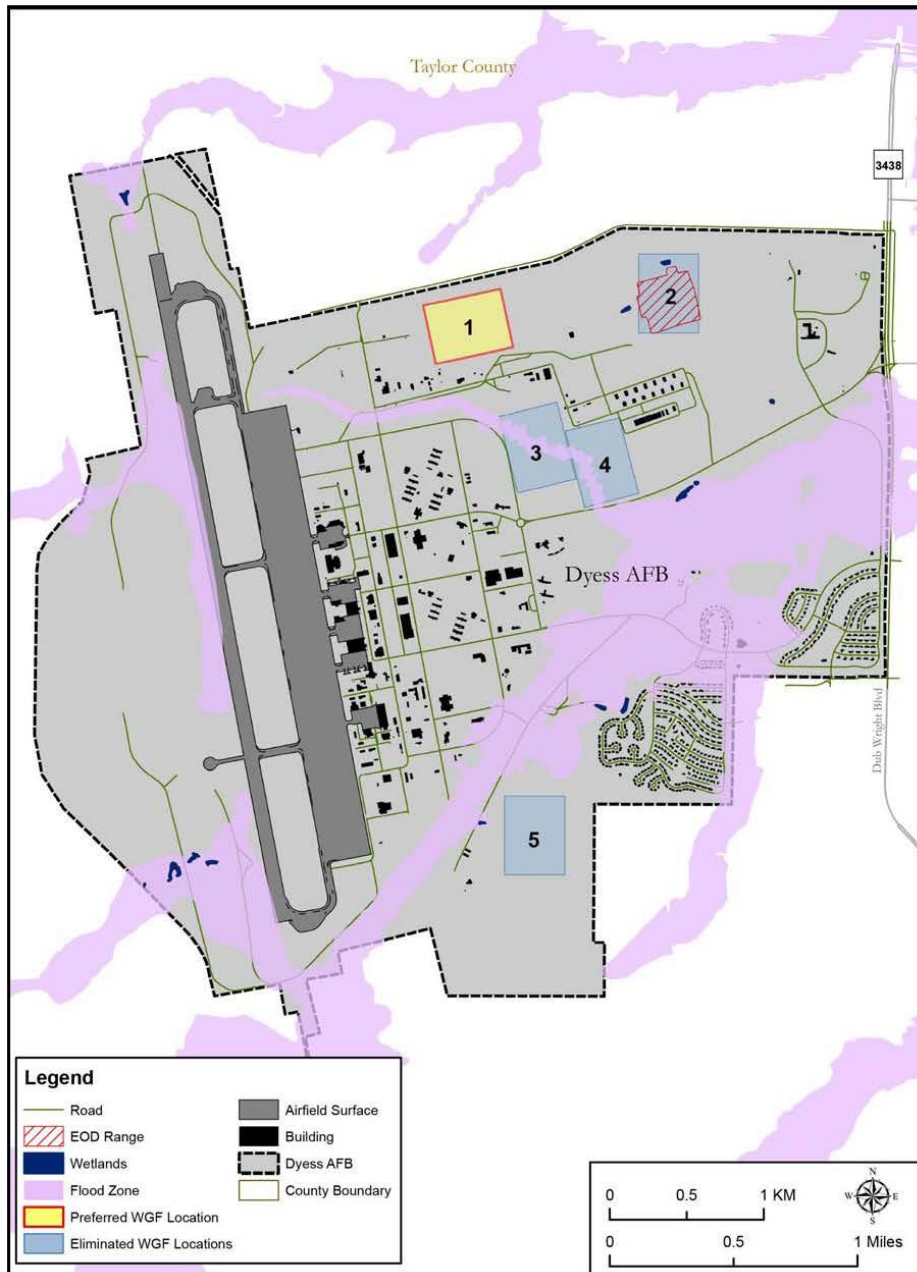 Taylor County
3438
1
2
3
4
Dyess AFB
Dub Wright Blvd
5
Legend
Road
EOD Range
Wetlands
Flood Zone
Preferred WGF Location
Eliminated WGF Locations
Airfield Surface
Building
Dyess AFB
County Boundary
0 0.5 1 KM
0 0.5 1 Miles
N
W E
S